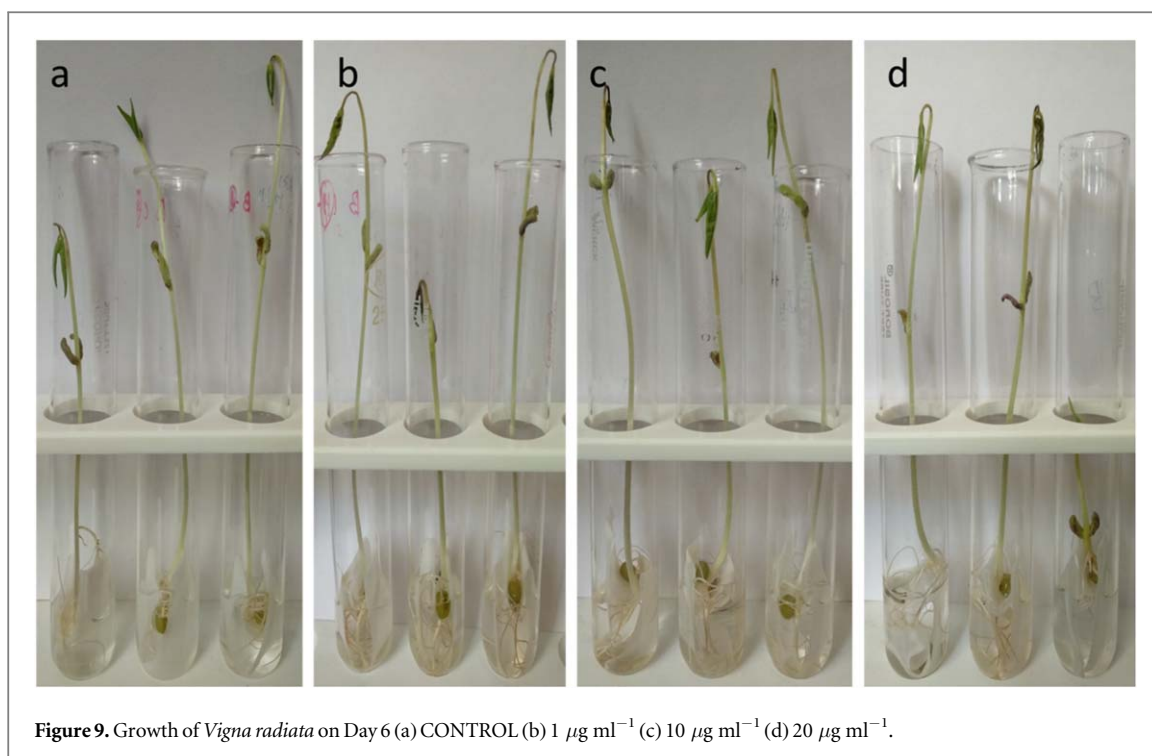 a
b
c
d
B
BOROSIL
Figure 9. Growth of Vigna radiata on Day 6 (a) CONTROL (b) 1 μg ml⁻¹ (c) 10 μg ml⁻¹ (d) 20 μg ml⁻¹.